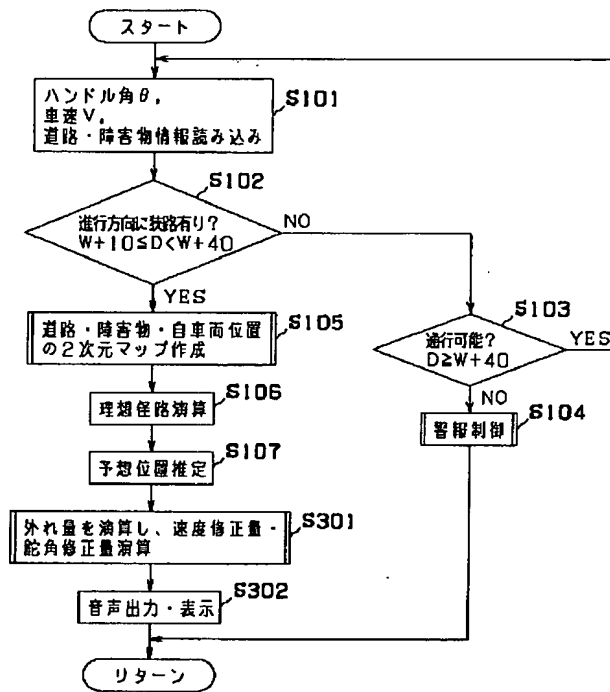 スタート
ハンドル角θ,
車速V,
道路・障害物情報読み込み
S101
S102
進行方向に狭路有り?
W+10≦D<W+40
NO
YES
S103
通行可能?
D≧W+40
YES
NO
S104
警報制御
S105
道路・障害物・自車両位置
の2次元マップ作成
S106
理想径路演算
S107
予想位置推定
S301
外れ量を演算し、速度修正量・
舵角修正量演算
S302
音声出力・表示
リターン